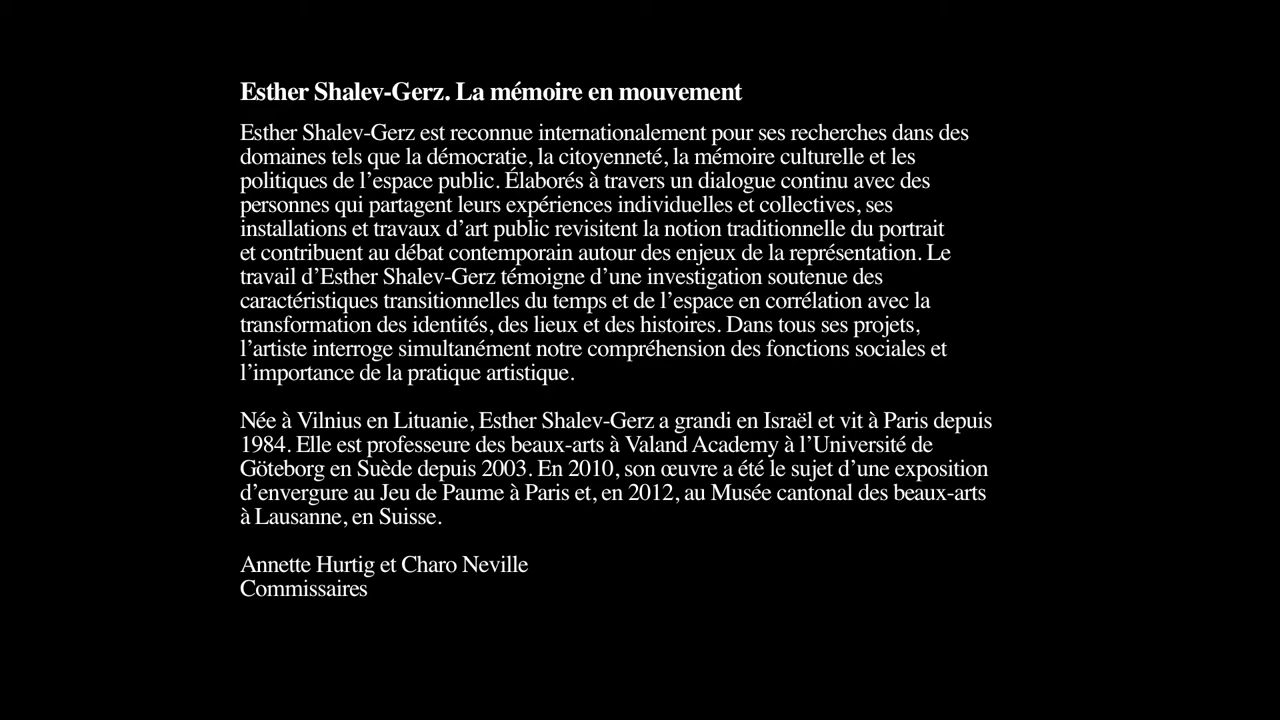 Esther Shalev-Gerz. La mémoire en mouvement
Esther Shalev-Gerz est reconnue internationalement pour ses recherches dans des
domaines tels que la démocratie, la citoyenneté, la mémoire culturelle et les
politiques de l’espace public. Élaborés à travers un dialogue continu avec des
personnes qui partagent leurs expériences individuelles et collectives, ses
installations et travaux d’art public revisitent la notion traditionnelle du portrait
et contribuent au débat contemporain autour des enjeux de la représentation. Le
travail d’Esther Shalev-Gerz témoigne d’une investigation soutenue des
caractéristiques transitionnelles du temps et de l’espace en corrélation avec la
transformation des identités, des lieux et des histoires. Dans tous ses projets,
l’artiste interroge simultanément notre compréhension des fonctions sociales et
l’importance de la pratique artistique.
Née à Vilnius en Lituanie, Esther Shalev-Gerz a grandi en Israël et vit à Paris depuis
1984. Elle est professeure des beaux-arts à Valand Academy à l’Université de
Göteborg en Suède depuis 2003. En 2010, son œuvre a été le sujet d’une exposition
d’envergure au Jeu de Paume à Paris et, en 2012, au Musée cantonal des beaux-arts
à Lausanne, en Suisse.
Annette Hurtig et Charo Neville
Commissaires